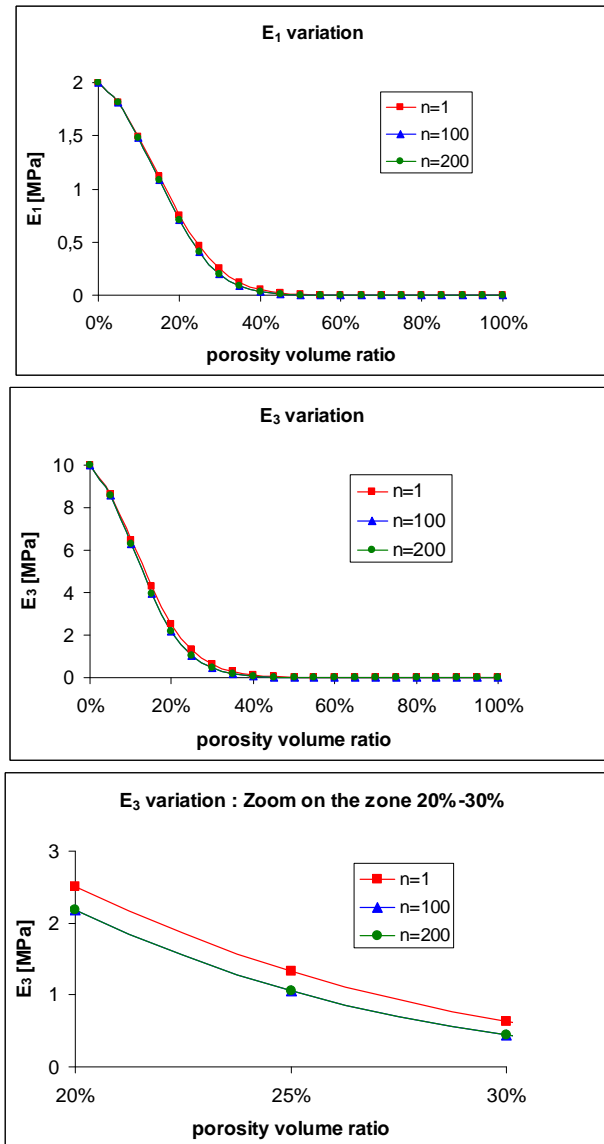 E₁ variation
2
1,5
1
0,5
0
E₁ [MPa]
n=1
n=100
n=200
0% 20% 40% 60% 80% 100%
porosity volume ratio
E₃ variation
10
8
6
4
2
0
E₃ [MPa]
n=1
n=100
n=200
0% 20% 40% 60% 80% 100%
porosity volume ratio
E₃ variation : Zoom on the zone 20%-30%
3
2
1
0
E₃ [MPa]
n=1
n=100
n=200
20% 25% 30%
porosity volume ratio